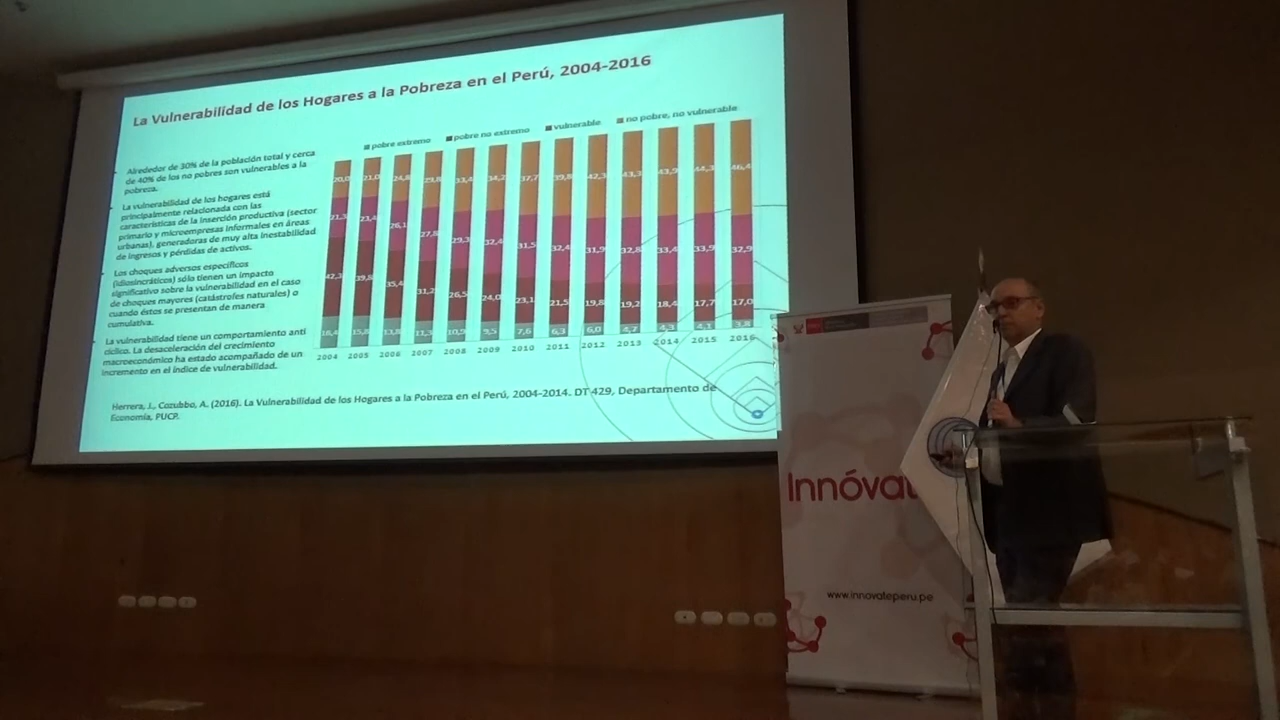 La Vulnerabilidad de los Hogares a la Pobreza en el Perú, 2004-2016
pobre extremo pobre no extremo vulnerable no pobre, no vulnerable
Alrededor de 30% de la población total y cerca
de 40% de los no pobres son vulnerables a la
pobreza.
La vulnerabilidad de los hogares está
principalmente relacionada con las
características de la inserción productiva (sector
primario y microempresas informales en áreas
urbanas), generadoras de muy alta inestabilidad
de ingresos y pérdidas de activos.
Los choques adversos específicos
(idiosincráticos) sólo tienen un impacto
significativo sobre la vulnerabilidad en el caso
de choques mayores (catástrofes naturales) o
cuando éstos se presentan de manera
cumulativa.
La vulnerabilidad tiene un comportamiento anti
cíclico. La desaceleración del crecimiento
macroeconómico ha estado acompañado de un
incremento en el índice de vulnerabilidad.
20,0 21,0 24,8 33,4 34,2 37,7 39,8 42,3 43,3 43,9 44,3 46,4
21,3 23,4 26,1 27,8 29,3 32,4 31,5 32,4 31,9 32,8 33,4 33,9 32,9
42,3 39,8 35,4 31,2 26,5 24,0 23,1 21,5 19,8 19,2 18,4 17,7 17,0
16,4 15,8 10,9 9,5 7,6 6,3 6,0 4,7 4,3 4,1 3,8
2004 2005 2006 2007 2008 2009 2010 2011 2012 2013 2014 2015 2016
Herrera, J., Cozubbo, A. (2016). La Vulnerabilidad de los Hogares a la Pobreza en el Perú, 2004-2014. DT 429, Departamento de
Economía, PUCP.
Innóvat
www.innovateperu.pe